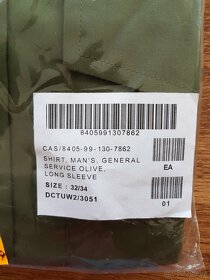 8405991307862
CAS/8405-99-130-7862
SHIRT, MAN'S, GENERAL
SERVICE OLIVE,
LONG SLEEVE
EA
SIZE : 32/34
DCTUW2/3051
01